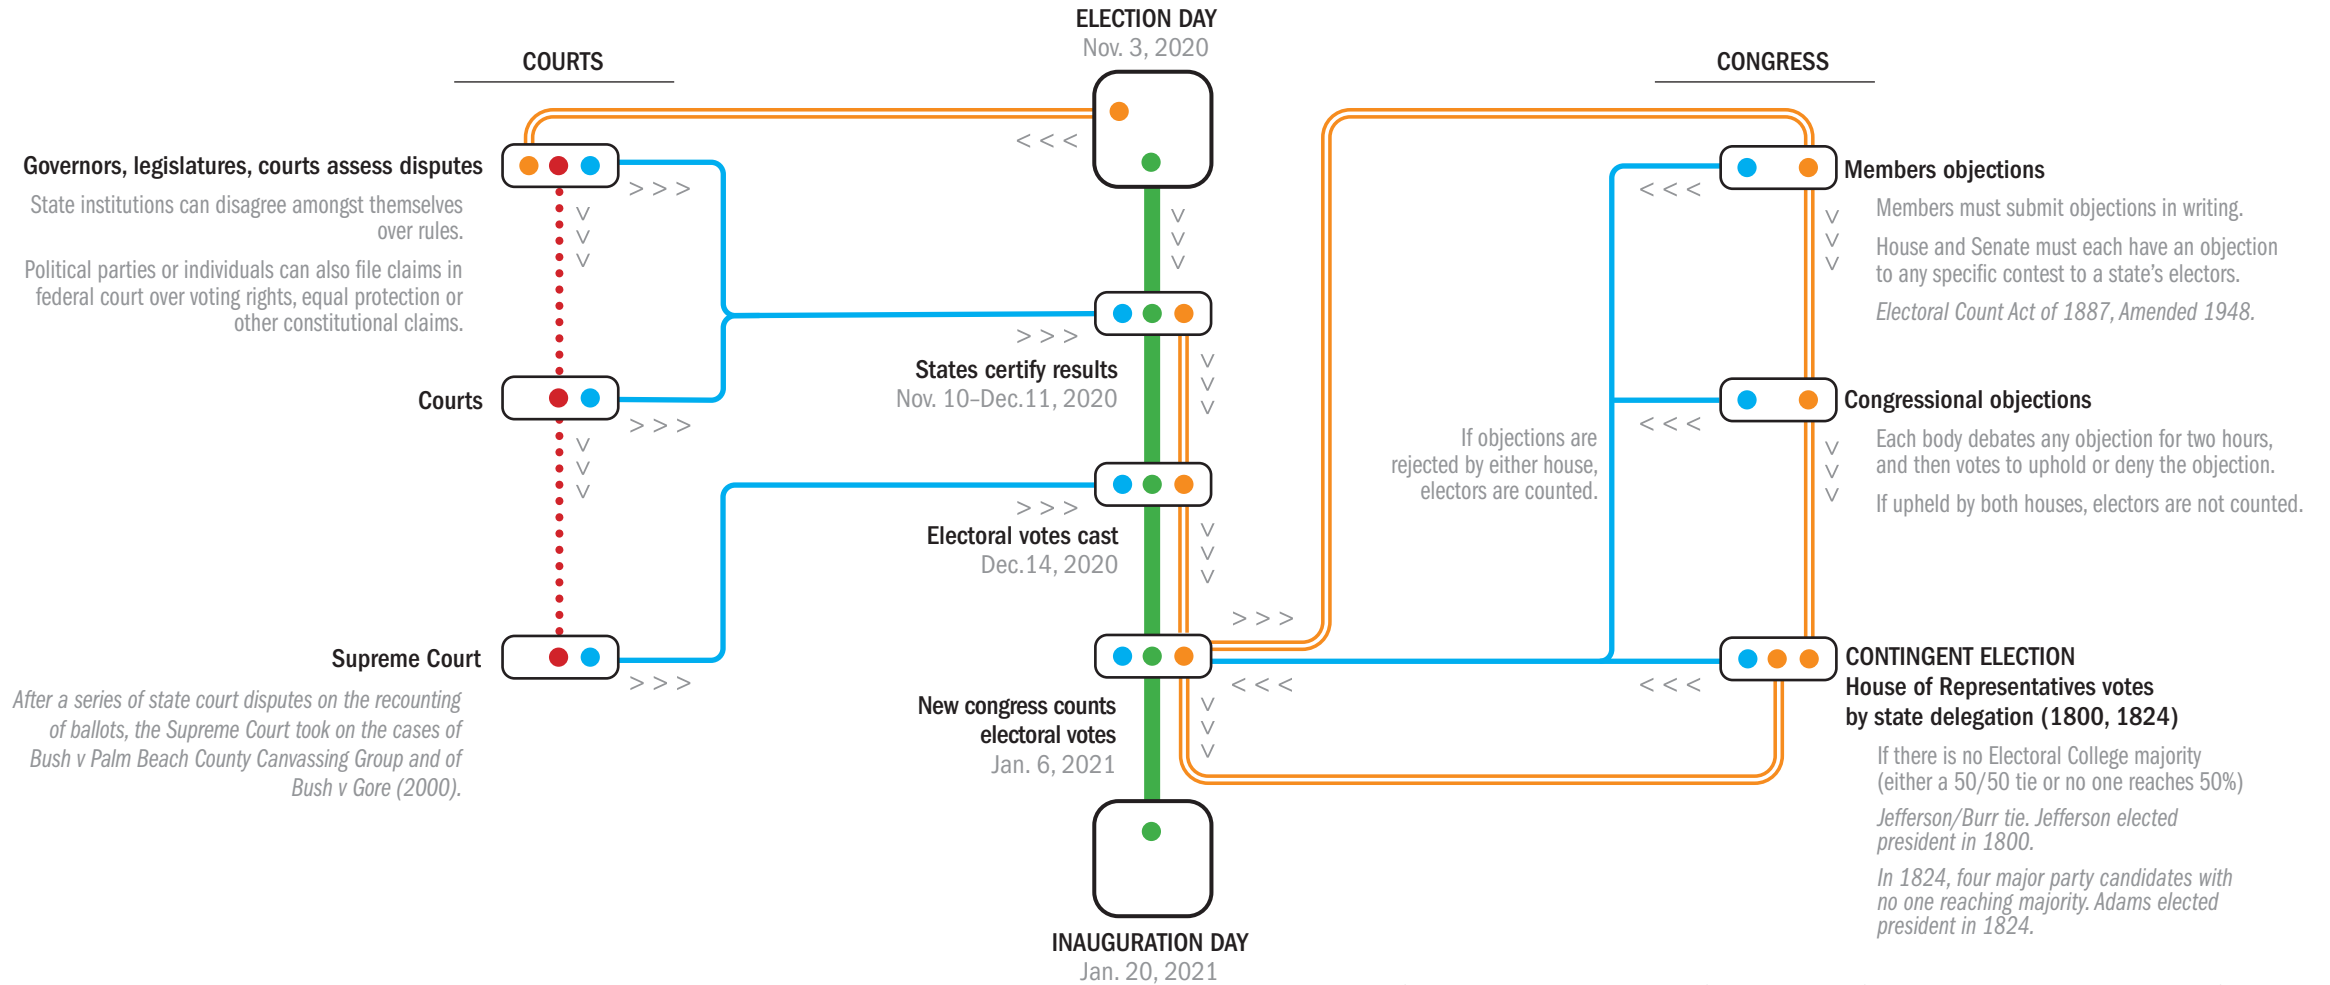 ELECTION DAY
Nov. 3, 2020
COURTS
CONGRESS
< < <
Governors, legislatures, courts assess disputes
> > >
State institutions can disagree amongst themselves
over rules.
Political parties or individuals can also file claims in
federal court over voting rights, equal protection or
other constitutional claims.
Courts
> > >
Supreme Court
> > >
After a series of state court disputes on the recounting
of ballots, the Supreme Court took on the cases of
Bush v Palm Beach County Canvassing Group and of
Bush v Gore (2000).
> > >
States certify results
Nov. 10–Dec.11, 2020
> > >
Electoral votes cast
Dec.14, 2020
> > >
< < <
New congress counts
electoral votes
Jan. 6, 2021
INAUGURATION DAY
Jan. 20, 2021
If objections are
rejected by either house,
electors are counted.
< < <
Members objections
Members must submit objections in writing.
House and Senate must each have an objection
to any specific contest to a state’s electors.
Electoral Count Act of 1887, Amended 1948.
< < <
Congressional objections
Each body debates any objection for two hours,
and then votes to uphold or deny the objection.
If upheld by both houses, electors are not counted.
< < <
CONTINGENT ELECTION
House of Representatives votes
by state delegation (1800, 1824)
If there is no Electoral College majority
(either a 50/50 tie or no one reaches 50%)
Jefferson/Burr tie. Jefferson elected
president in 1800.
In 1824, four major party candidates with
no one reaching majority. Adams elected
president in 1824.